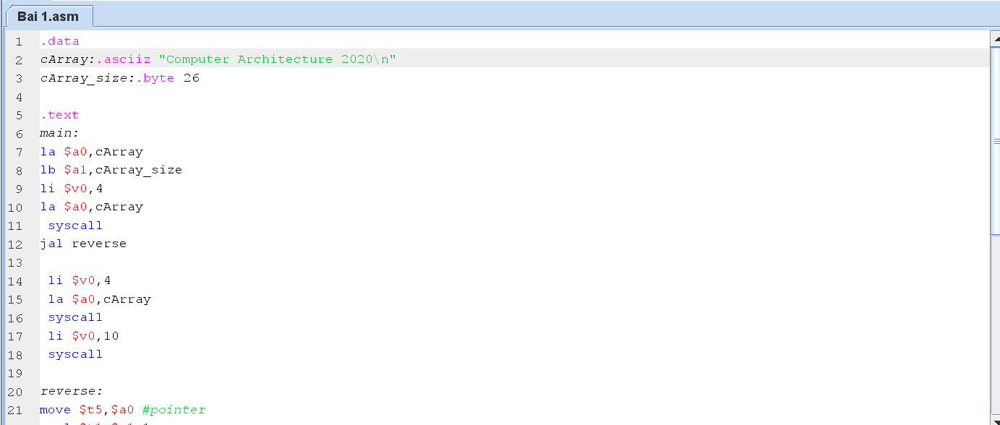 Bai 1.asm
1 .data
2 cArray:.asciiz "Computer Architecture 2020\n"
3 cArray_size:.byte 26
4
5 .text
6 main:
7 la $a0,cArray
8 lb $a1,cArray_size
9 li $v0,4
10 la $a0,cArray
11 syscall
12 jal reverse
13
14 li $v0,4
15 la $a0,cArray
16 syscall
17 li $v0,10
18 syscall
19
20 reverse:
21 move $t5,$a0 #pointer